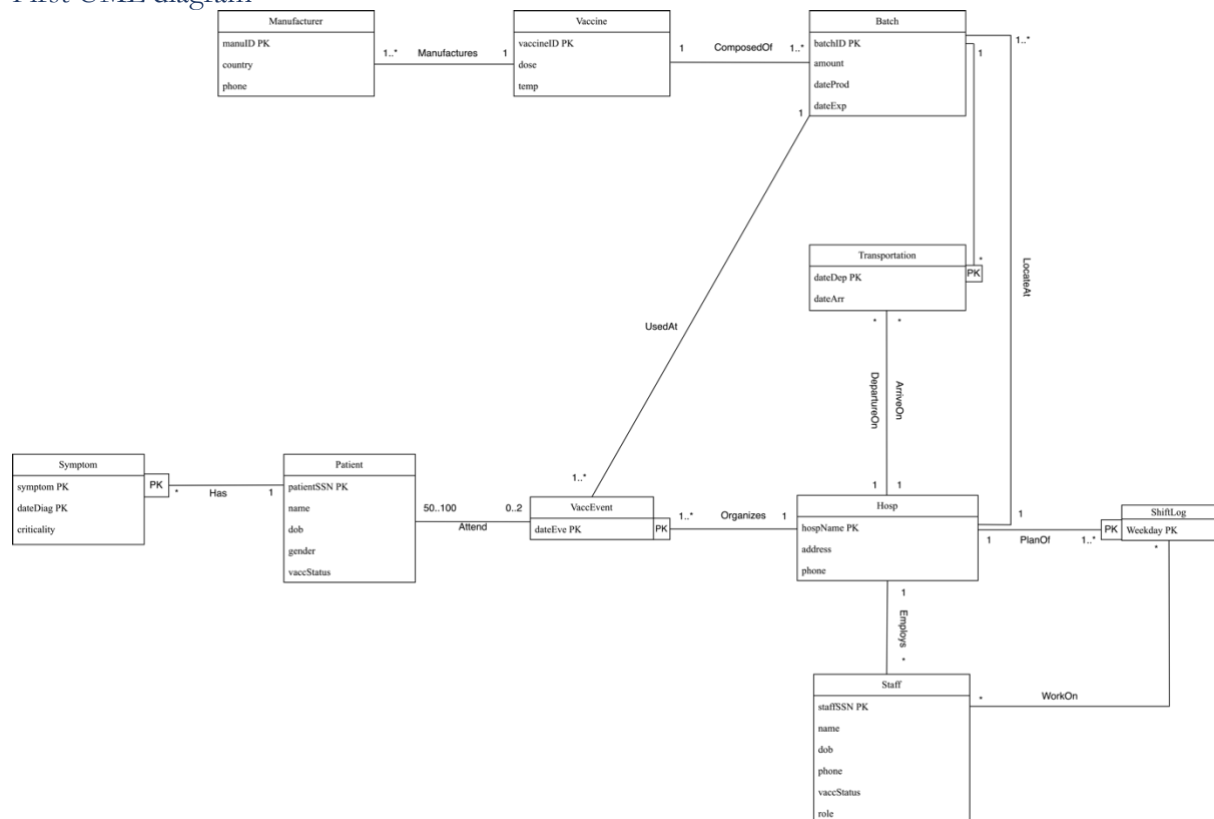 First UML diagram
Manufacturer
manuID PK
country
phone
1..*
Manufactures
1
Vaccine
vaccineID PK
dose
temp
1
ComposedOf
1..*
Batch
batchID PK
amount
dateProd
dateExp
1
1..*
1
UsedAt
1..*
LocateAt
Transportation
dateDep PK
dateArr
*
PK
*
*
DepartureOn
ArriveOn
1
1
Symptom
symptom PK
dateDiag PK
criticality
PK
*
Has
1
Patient
patientSSN PK
name
dob
gender
vaccStatus
50..100
0..2
Attend
VaccEvent
dateEve PK
PK
1..*
Organizes
1
Hosp
hospName PK
address
phone
1
1
PlanOf
1..*
PK
ShiftLog
Weekday PK
*
1
Employs
*
Staff
staffSSN PK
name
dob
phone
vaccStatus
role
*
WorkOn